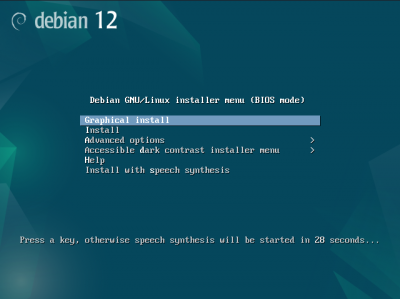 debian 12
Debian GNU/Linux installer menu (BIOS mode)
Graphical install
Install
Advanced options >
Accessible dark contrast installer menu >
Help
Install with speech synthesis
Press a key, otherwise speech synthesis will be started in 28 seconds...